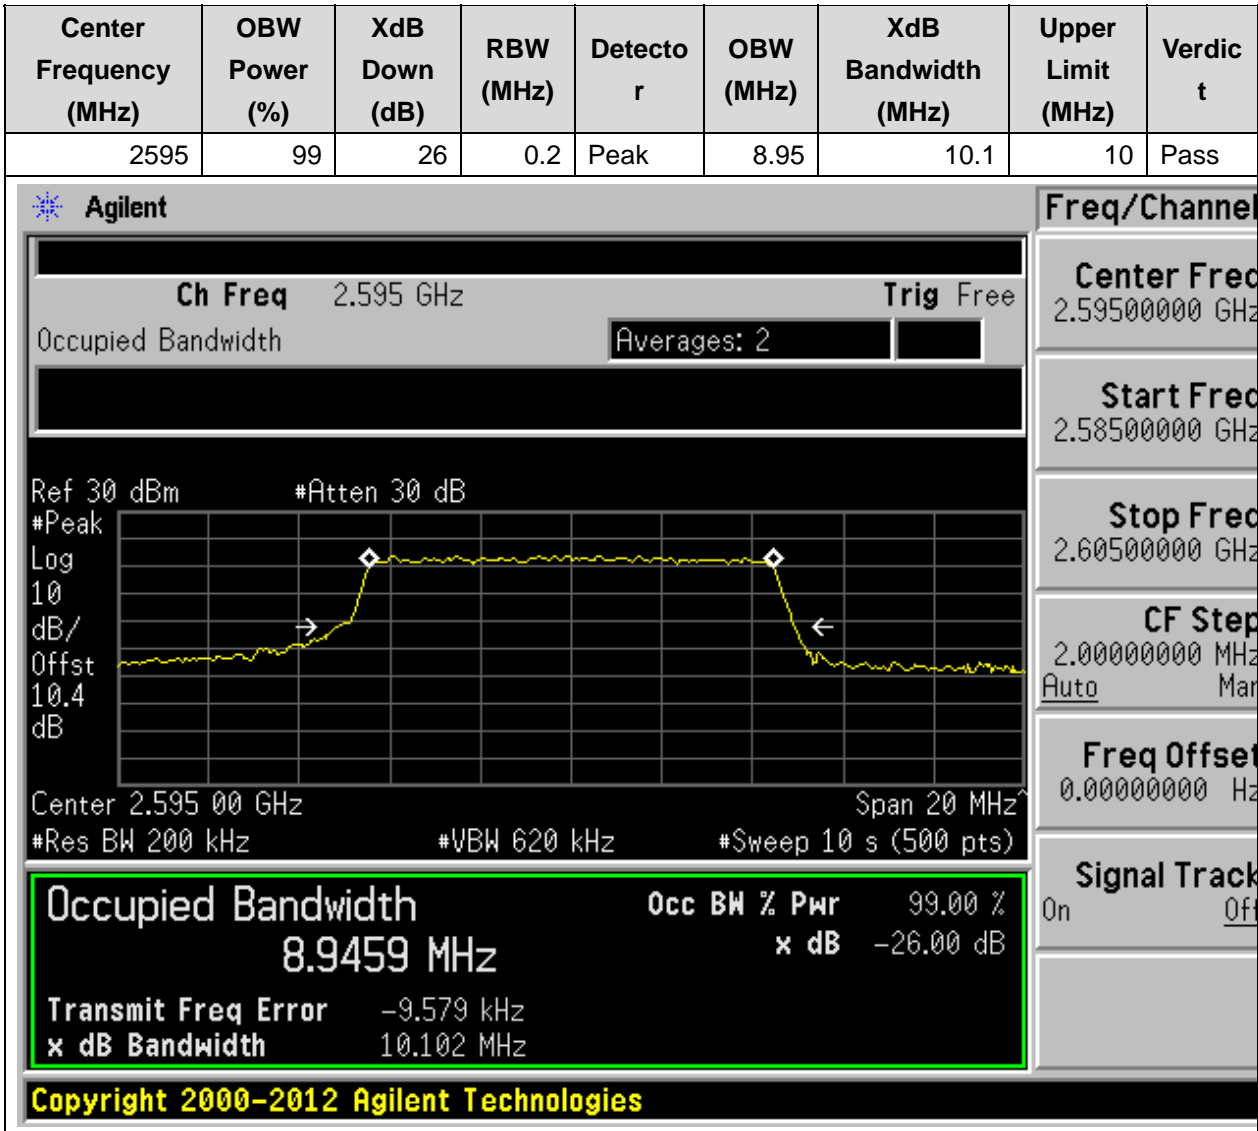 Center Frequency (MHz) OBW Power (%) XdB Down (dB) RBW (MHz) Detecto r OBW (MHz) XdB Bandwidth (MHz) Upper Limit (MHz) Verdic t
2595 99 26 0.2 Peak 8.95 10.1 10 Pass
Agilent
Freq/Channel
Ch Freq 2.595 GHz Trig Free
Occupied Bandwidth Averages: 2
Center Freq
2.59500000 GHz
Start Freq
2.58500000 GHz
Stop Freq
2.60500000 GHz
CF Step
2.00000000 MHz
Auto Man
Freq Offset
0.00000000 Hz
Signal Track
On Off
Ref 30 dBm #Atten 30 dB
#Peak
Log
10
dB/
Offst
10.4
dB
Center 2.595 00 GHz Span 20 MHz^
#Res BW 200 kHz #VBW 620 kHz #Sweep 10 s (500 pts)
Occupied Bandwidth Occ BW % Pwr 99.00 %
8.9459 MHz x dB -26.00 dB
Transmit Freq Error -9.579 kHz
x dB Bandwidth 10.102 MHz
Copyright 2000-2012 Agilent Technologies